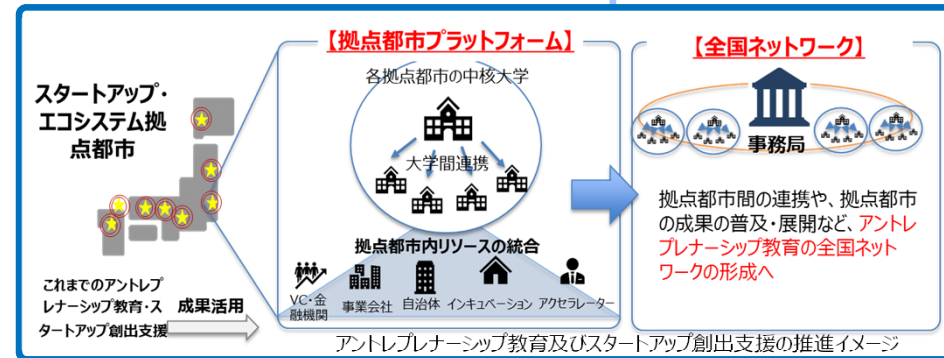 スタートアップ・
エコシステム拠
点都市
これまでのアントレプ
レナーシップ教育・ス
タートアップ創出支援
成果活用
【拠点都市プラットフォーム】
各拠点都市の中核大学
大学間連携
拠点都市内リソースの統合
VC・金
融機関
事業会社
自治体
インキュベーション
アクセラレーター
【全国ネットワーク】
事務局
拠点都市間の連携や、拠点都市
の成果の普及・展開など、アントレ
プレナーシップ教育の全国ネット
ワークの形成へ
アントレプレナーシップ教育及びスタートアップ創出支援の推進イメージ